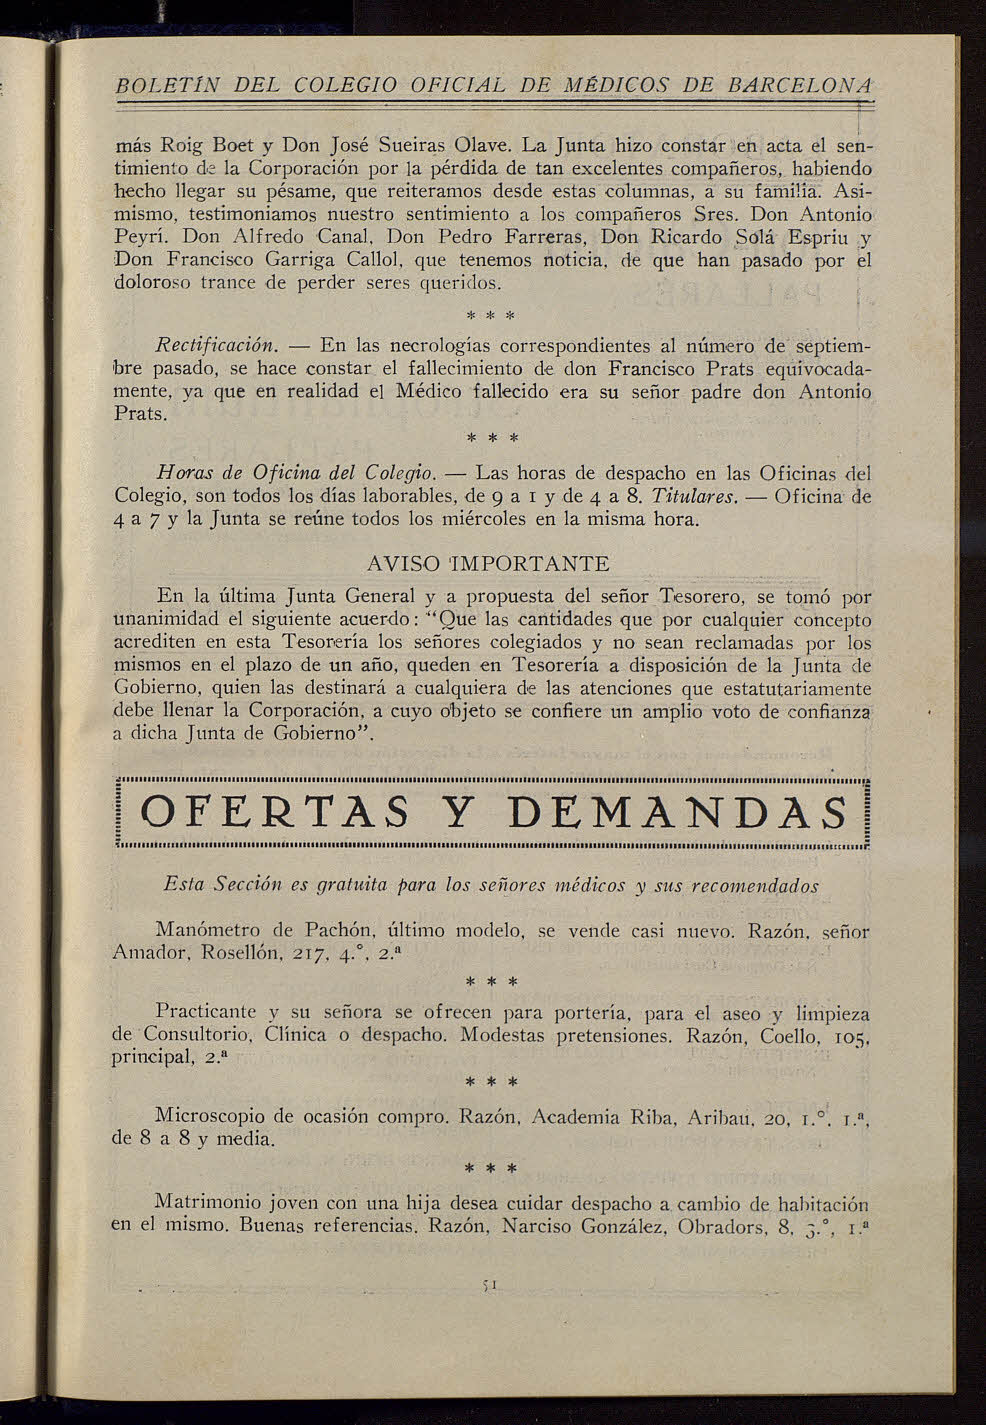 BOLETÍN DEL COLEGIO OFICIAL DE MÉDICOS DE BARCELONA
más Roig Boet y Don José Sueiras Olave. La Junta hizo constar en acta el sen-
timiento de la Corporación por la pérdida de tan excelentes compañeros, habiendo
hecho llegar su pésame, que reiteramos desde estas columnas, a su familia. Asi-
mismo, testimoniamos nuestro sentimiento a los compañeros Sres. Don Antonio
Peyrí. Don Alfredo Canal, Don Pedro Farreras, Don Ricardo Solá Espriu y
Don Francisco Garriga Callol, que tenemos noticia, de que han pasado por el
doloroso trance de perder seres queridos.
* * *
Rectificación. — En las necrologías correspondientes al número de septiem-
bre pasado, se hace constar el fallecimiento de don Francisco Prats equivocada-
mente, ya que en realidad el Médico fallecido era su señor padre don Antonio
Prats.
* * *
Horas de Oficina del Colegio. — Las horas de despacho en las Oficinas del
Colegio, son todos los días laborables, de 9 a 1 y de 4 a 8. Titulares. — Oficina de
4 a 7 y la Junta se reúne todos los miércoles en la misma hora.
AVISO IMPORTANTE
En la última Junta General y a propuesta del señor Tesorero, se tomó por
unanimidad el siguiente acuerdo: "Que las cantidades que por cualquier concepto
acrediten en esta Tesorería los señores colegiados y no sean reclamadas por los
mismos en el plazo de un año, queden en Tesorería a disposición de la Junta de
Gobierno, quien las destinará a cualquiera de las atenciones que estatutariamente
debe llenar la Corporación, a cuyo objeto se confiere un amplio voto de confianza
a dicha Junta de Gobierno".
OFERTAS Y DEMANDAS
Esta Sección es gratuita para los señores médicos y sus recomendados
Manómetro de Pachón, último modelo, se vende casi nuevo. Razón, señor
Amador, Rosellón, 217, 4.°, 2.ª
* * *
Practicante y su señora se ofrecen para portería, para el aseo y limpieza
de Consultorio, Clínica o despacho. Modestas pretensiones. Razón, Coello, 105,
principal, 2.ª
* * *
Microscopio de ocasión compro. Razón, Academia Riba, Aribau, 20, 1.°, 1.ª,
de 8 a 8 y media.
* * *
Matrimonio joven con una hija desea cuidar despacho a cambio de habitación
en el mismo. Buenas referencias. Razón, Narciso González, Obradors, 8, 3.°, 1.ª
51